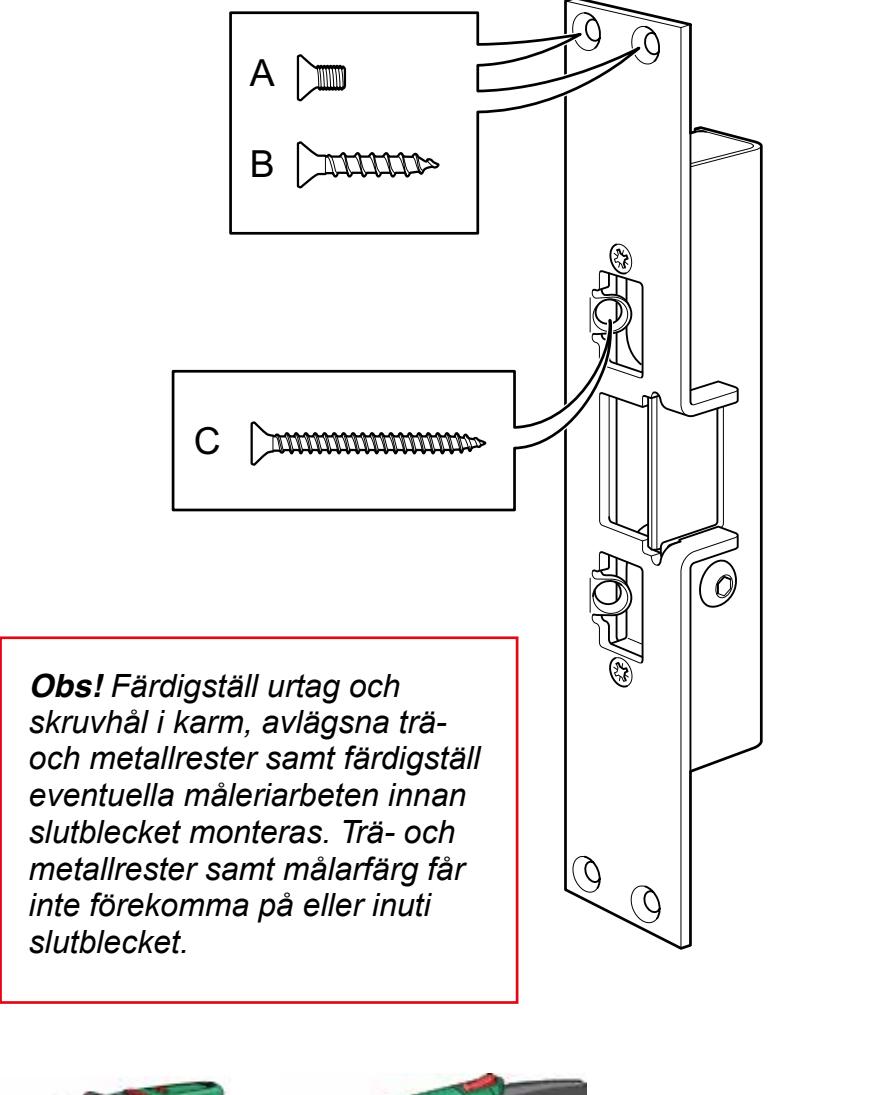 A
B
C
Obs! Färdigställ urtag och
skruvhål i karm, avlägsna trä-
och metallrester samt färdigställ
eventuella måleriarbeten innan
slutblecket monteras. Trä- och
metallrester samt målarfärg får
inte förekomma på eller inuti
slutblecket.